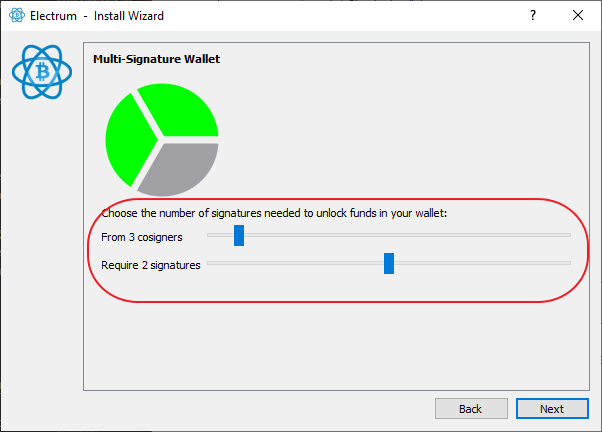 Electrum - Install Wizard
Multi-Signature Wallet
Choose the number of signatures needed to unlock funds in your wallet:
From 3 cosigners
Require 2 signatures
Back
Next